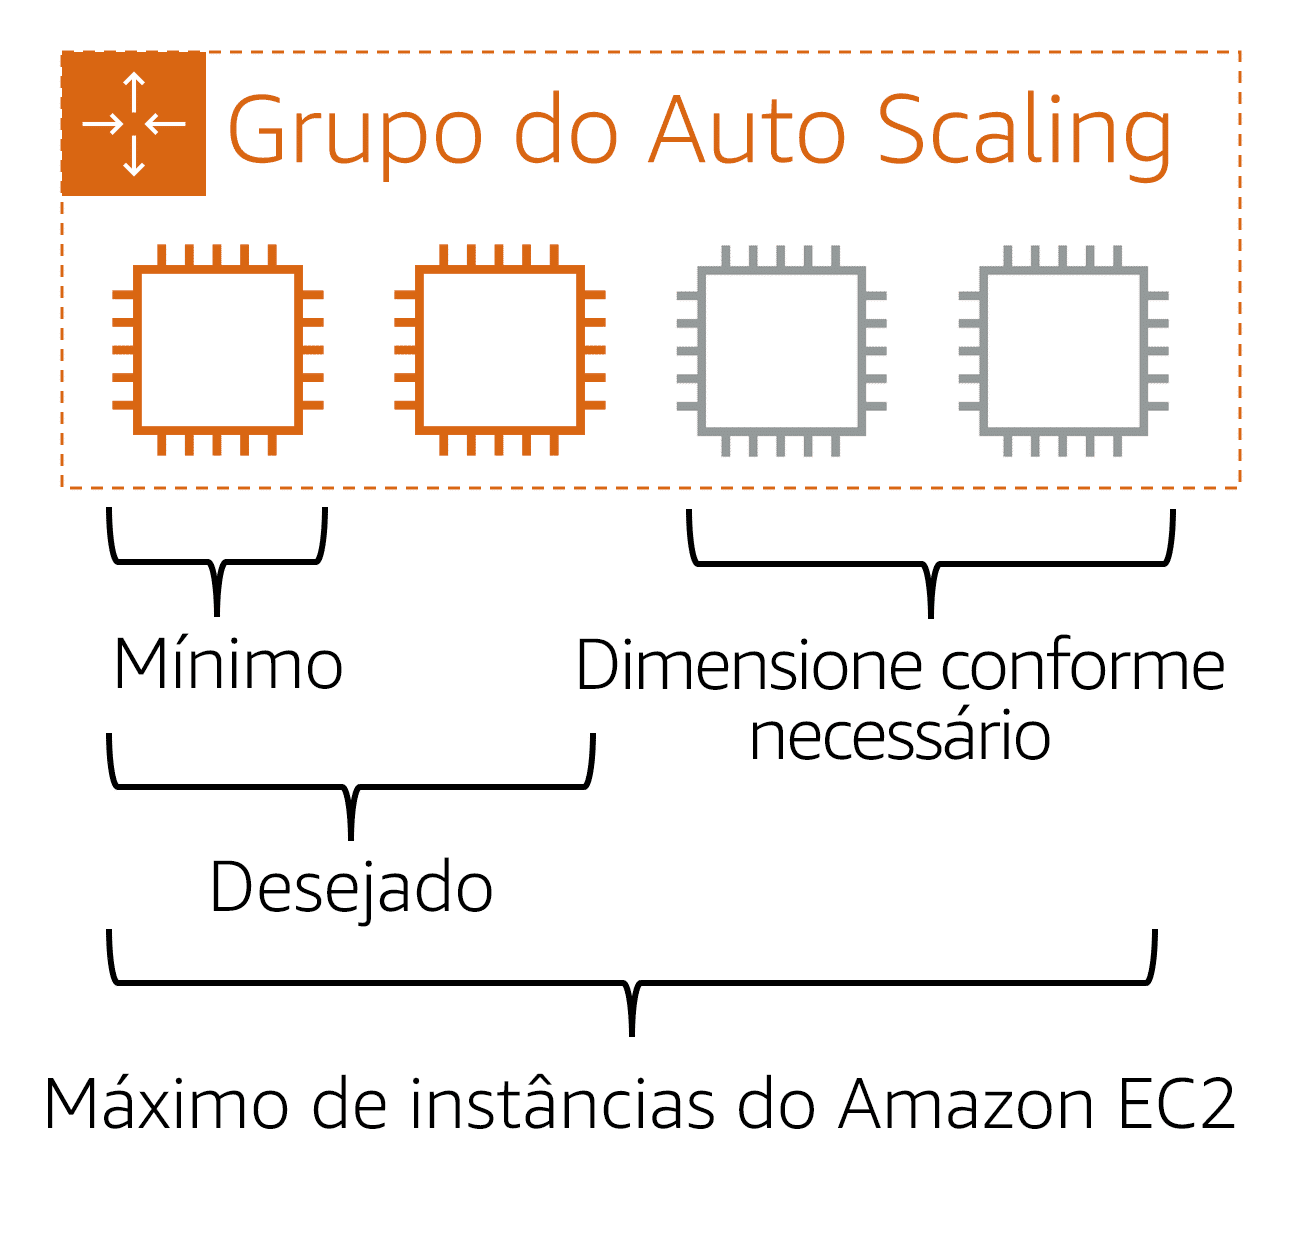 Grupo do Auto Scaling
Mínimo
Dimensione conforme
necessário
Desejado
Máximo de instâncias do Amazon EC2